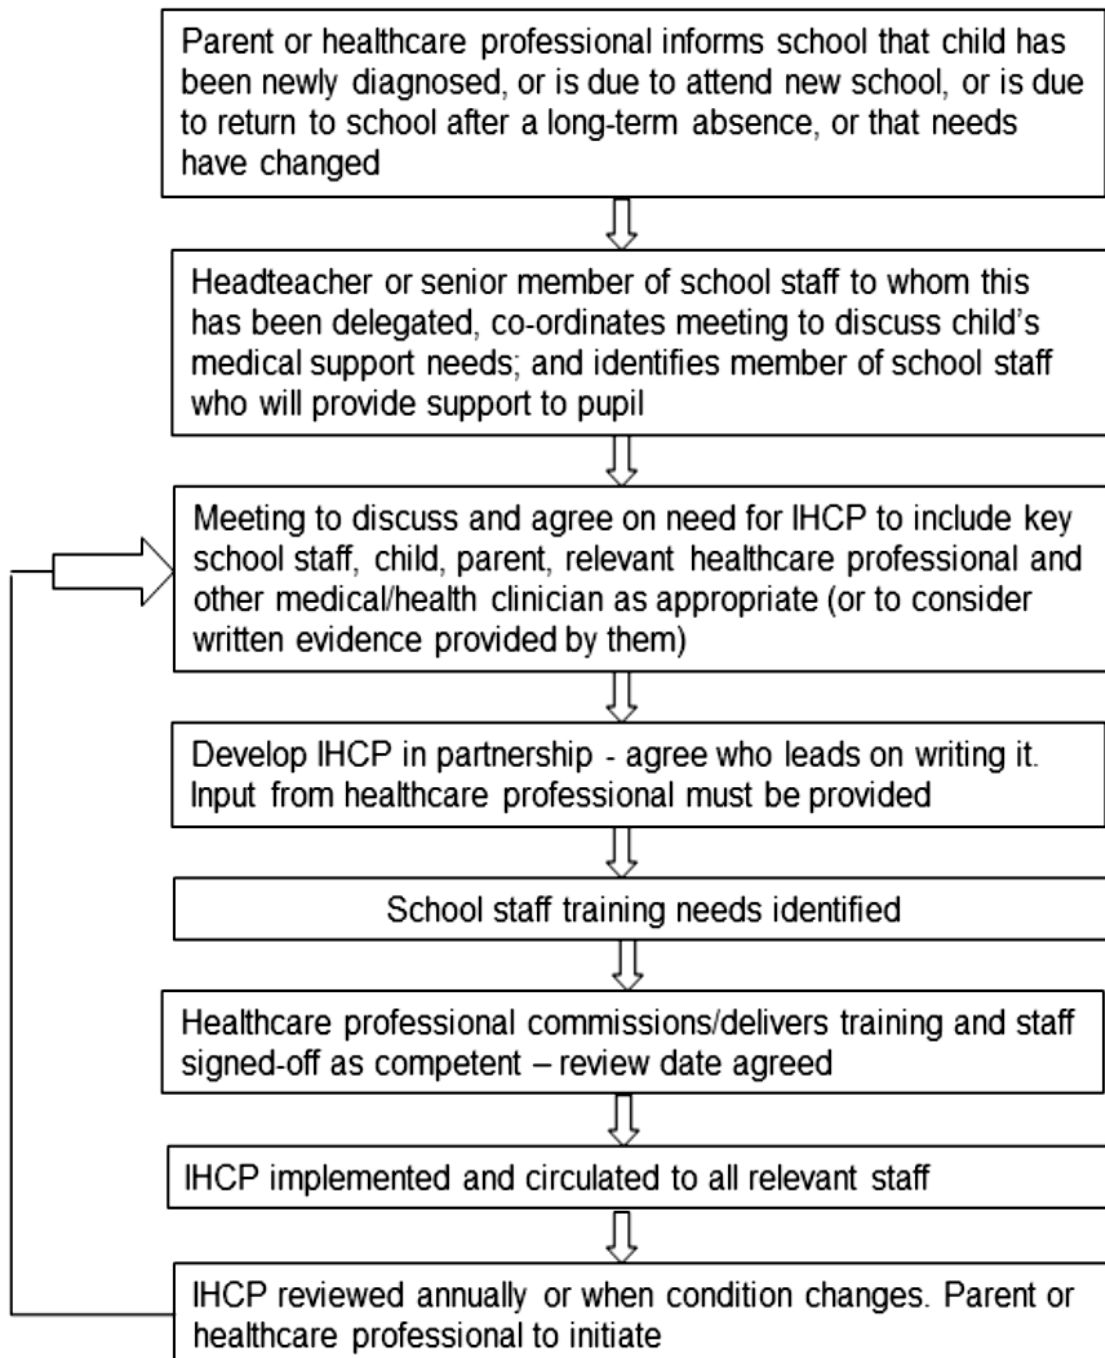 Parent or healthcare professional informs school that child has
been newly diagnosed, or is due to attend new school, or is due
to return to school after a long-term absence, or that needs
have changed
Headteacher or senior member of school staff to whom this
has been delegated, co-ordinates meeting to discuss child's
medical support needs; and identifies member of school staff
who will provide support to pupil
Meeting to discuss and agree on need for IHCP to include key
school staff, child, parent, relevant healthcare professional and
other medical/health clinician as appropriate (or to consider
written evidence provided by them)
Develop IHCP in partnership - agree who leads on writing it.
Input from healthcare professional must be provided
School staff training needs identified
Healthcare professional commissions/delivers training and staff
signed-off as competent – review date agreed
IHCP implemented and circulated to all relevant staff
IHCP reviewed annually or when condition changes. Parent or
healthcare professional to initiate